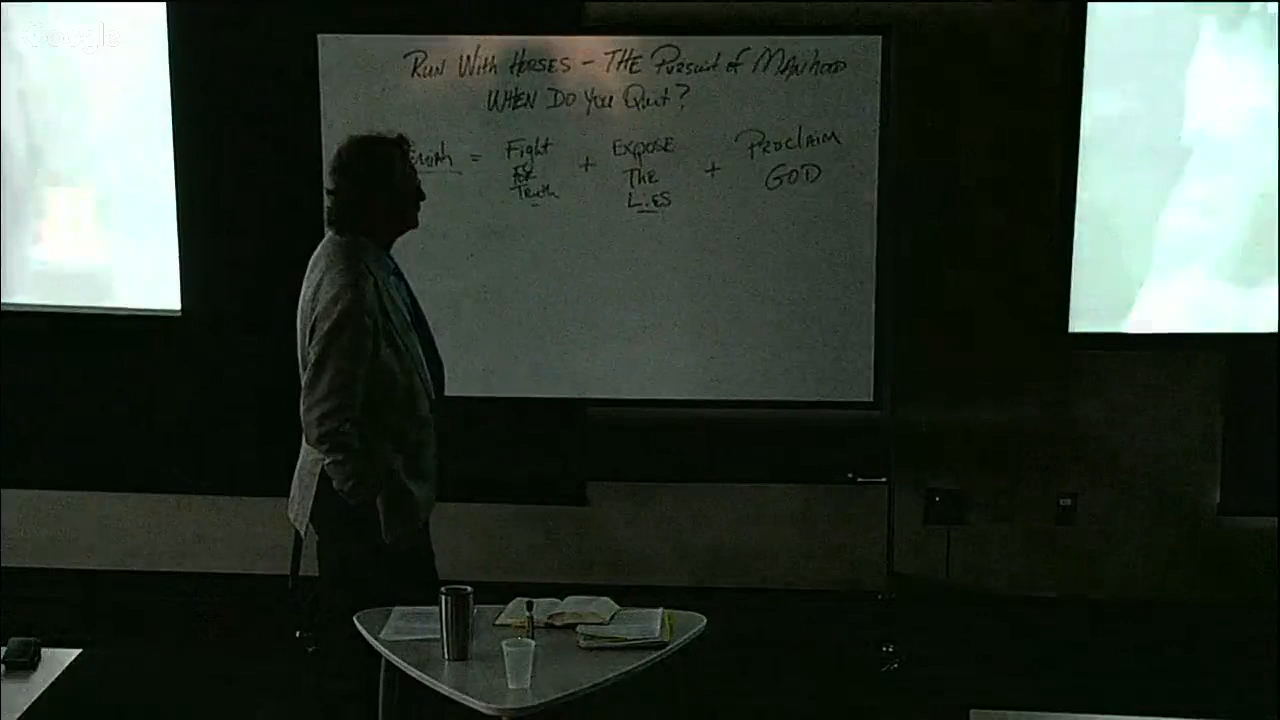 Google
RUN WITH HORSES - THE PURSUIT OF MANHOOD
WHEN DO YOU QUIT?
= Fight + EXPOSE + PROCLAIM
FOR The GOD
Truth LIES